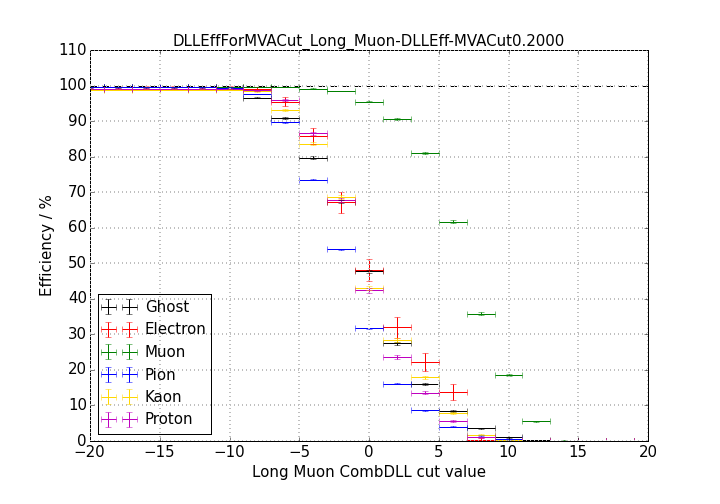 DLLEffForMVACut_Long_Muon-DLLEff-MVACut0.2000
110
100
90
80
70
60
50
40
30
20
10
0
Efficiency / %
Ghost
Electron
Muon
Pion
Kaon
Proton
−20 −15 −10 −5 0 5 10 15 20
Long Muon CombDLL cut value